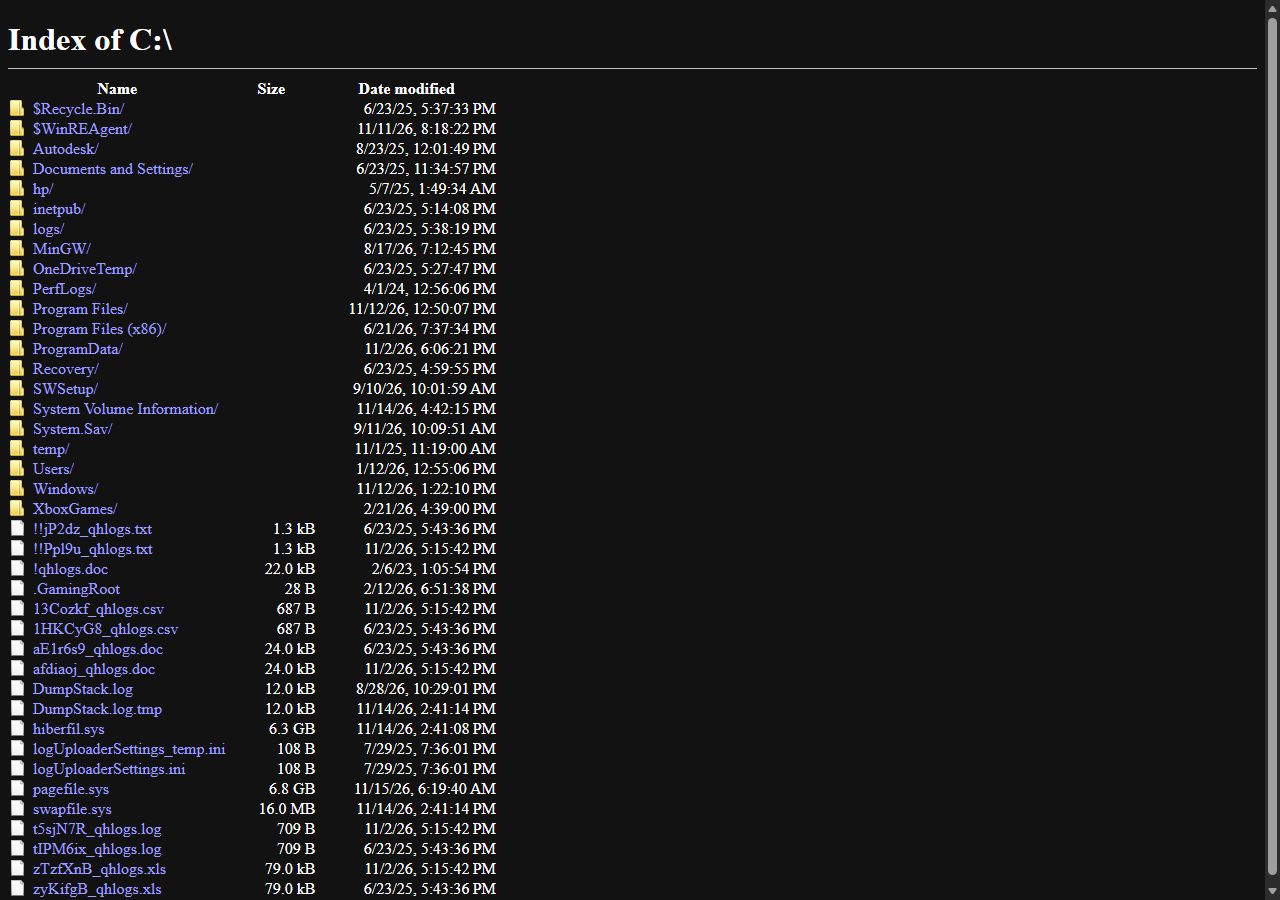 Index of C:\
Name Size Date modified
$Recycle.Bin/ 6/23/25, 5:37:33 PM
$WinREAgent/ 11/11/26, 8:18:22 PM
Autodesk/ 8/23/25, 12:01:49 PM
Documents and Settings/ 6/23/25, 11:34:57 PM
hp/ 5/7/25, 1:49:34 AM
inetpub/ 6/23/25, 5:14:08 PM
logs/ 6/23/25, 5:38:19 PM
MinGW/ 8/17/26, 7:12:45 PM
OneDriveTemp/ 6/23/25, 5:27:47 PM
PerfLogs/ 4/1/24, 12:56:06 PM
Program Files/ 11/12/26, 12:50:07 PM
Program Files (x86)/ 6/21/26, 7:37:34 PM
ProgramData/ 11/2/26, 6:06:21 PM
Recovery/ 6/23/25, 4:59:55 PM
SWSetup/ 9/10/26, 10:01:59 AM
System Volume Information/ 11/14/26, 4:42:15 PM
System.Sav/ 9/11/26, 10:09:51 AM
temp/ 11/1/25, 11:19:00 AM
Users/ 1/12/26, 12:55:06 PM
Windows/ 11/12/26, 1:22:10 PM
XboxGames/ 2/21/26, 4:39:00 PM
!!jP2dz_qhlogs.txt 1.3 kB 6/23/25, 5:43:36 PM
!!Ppl9u_qhlogs.txt 1.3 kB 11/2/26, 5:15:42 PM
!qhlogs.doc 22.0 kB 2/6/23, 1:05:54 PM
.GamingRoot 28 B 2/12/26, 6:51:38 PM
13Cozkf_qhlogs.csv 687 B 11/2/26, 5:15:42 PM
1HKCyG8_qhlogs.csv 687 B 6/23/25, 5:43:36 PM
aE1r6s9_qhlogs.doc 24.0 kB 6/23/25, 5:43:36 PM
afdiaoj_qhlogs.doc 24.0 kB 11/2/26, 5:15:42 PM
DumpStack.log 12.0 kB 8/28/26, 10:29:01 PM
DumpStack.log.tmp 12.0 kB 11/14/26, 2:41:14 PM
hiberfil.sys 6.3 GB 11/14/26, 2:41:08 PM
logUploaderSettings_temp.ini 108 B 7/29/25, 7:36:01 PM
logUploaderSettings.ini 108 B 7/29/25, 7:36:01 PM
pagefile.sys 6.8 GB 11/15/26, 6:19:40 AM
swapfile.sys 16.0 MB 11/14/26, 2:41:14 PM
t5sjN7R_qhlogs.log 709 B 11/2/26, 5:15:42 PM
tIPM6ix_qhlogs.log 709 B 6/23/25, 5:43:36 PM
zTzfXnB_qhlogs.xls 79.0 kB 11/2/26, 5:15:42 PM
zyKifgB_qhlogs.xls 79.0 kB 6/23/25, 5:43:36 PM